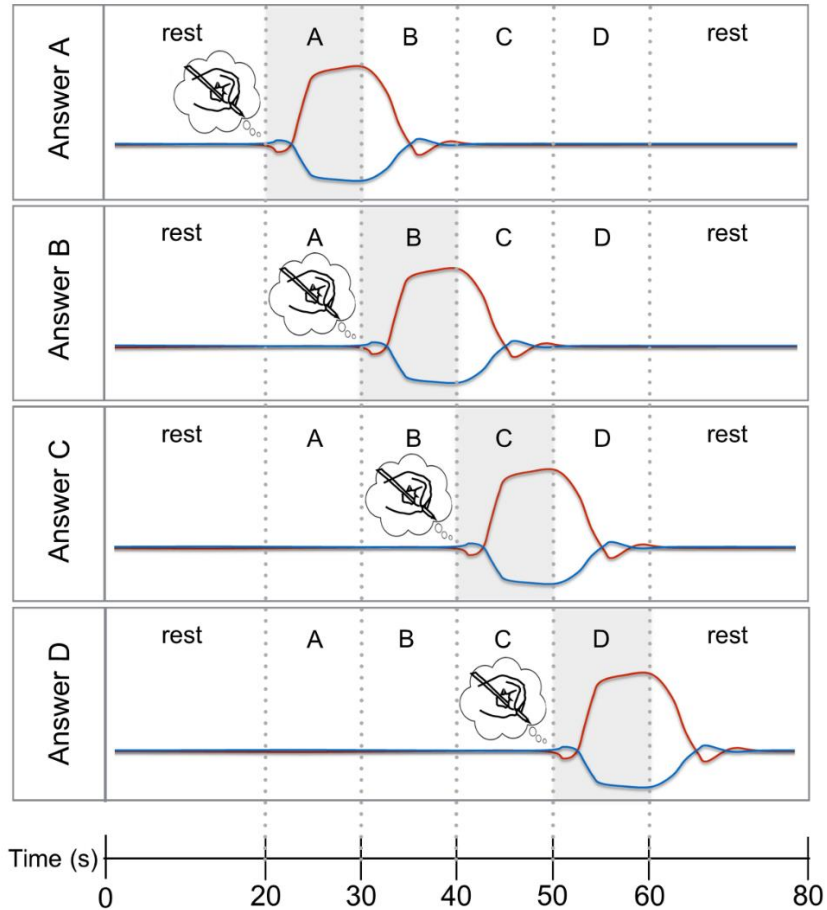 Answer A
rest A B C D rest
Answer B
rest A B C D rest
Answer C
rest A B C D rest
Answer D
rest A B C D rest
Time (s)
0 20 30 40 50 60 80